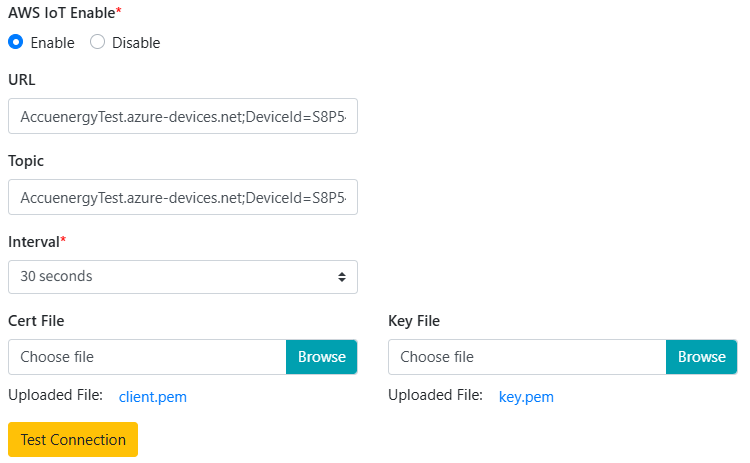 AWS IoT Enable*
Enable Disable
URL
AccuenergyTest.azure-devices.net;DeviceId=S8P5
Topic
AccuenergyTest.azure-devices.net;DeviceId=S8P5
Interval*
30 seconds
Cert File Key File
Choose file Browse Choose file Browse
Uploaded File: client.pem Uploaded File: key.pem
Test Connection